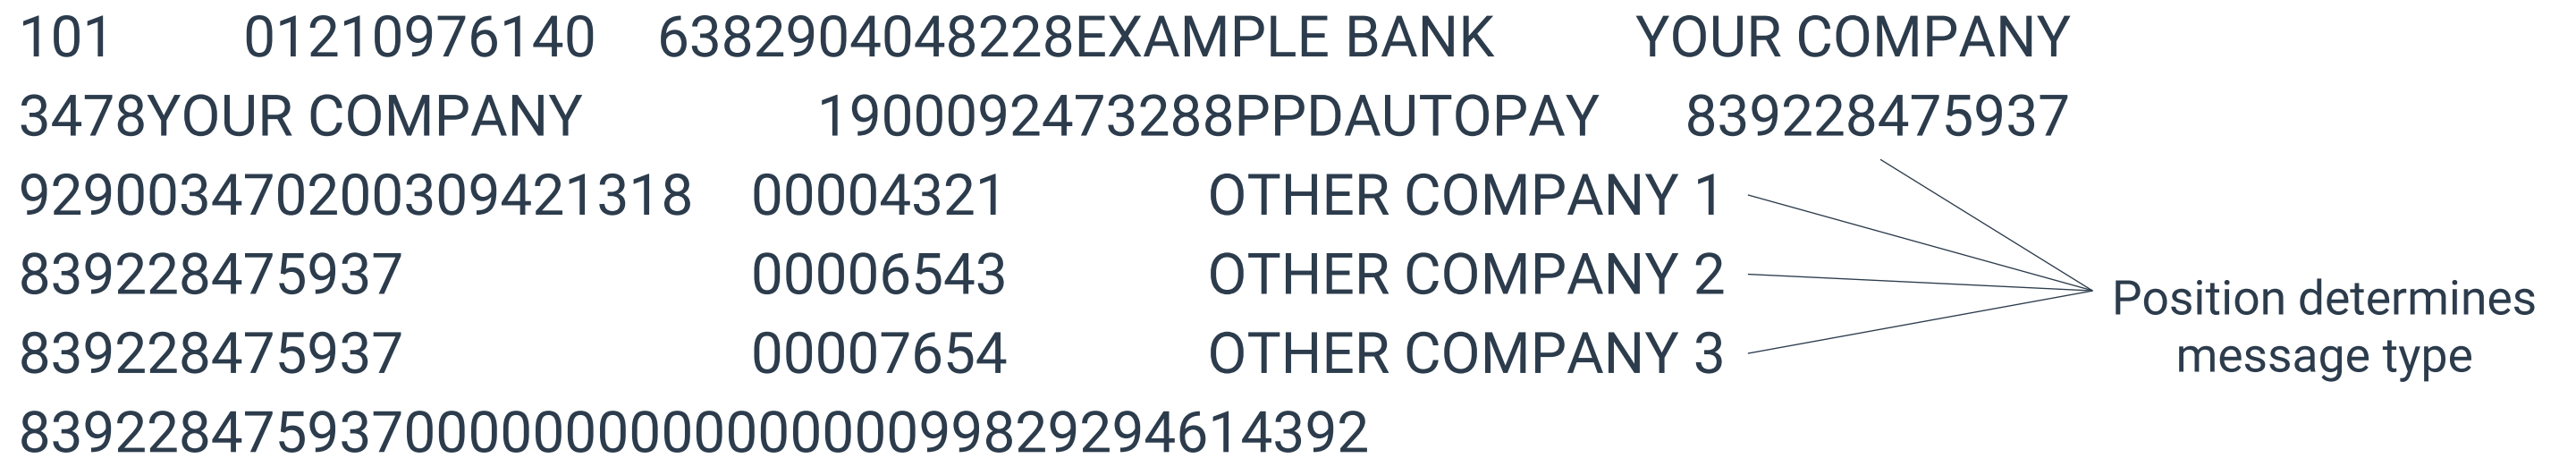 101 01210976140 6382904048228EXAMPLE BANK YOUR COMPANY
3478YOUR COMPANY 1900092473288PPDAUTOPAY 839228475937
929003470200309421318 00004321 OTHER COMPANY 1
839228475937 00006543 OTHER COMPANY 2
839228475937 00007654 OTHER COMPANY 3
839228475937000000000000000099829294614392
Position determines
message type